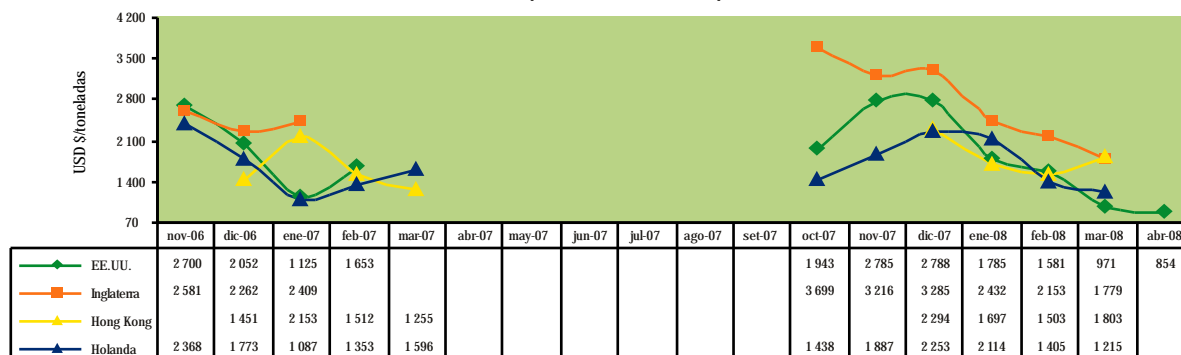 USD $/toneladas
4 200
3 500
2 800
2 100
1 400
70
nov-06 dic-06 ene-07 feb-07 mar-07 abr-07 may-07 jun-07 jul-07 ago-07 set-07 oct-07 nov-07 dic-07 ene-08 feb-08 mar-08 abr-08
EE.UU. 2 700 2 052 1 125 1 653 1 943 2 785 2 788 1 785 1 581 971 854
Inglaterra 2 581 2 262 2 409 3 699 3 216 3 285 2 432 2 153 1 779
Hong Kong 1 451 2 153 1 512 1 255 2 294 1 697 1 503 1 803
Holanda 2 368 1 773 1 087 1 353 1 596 1 438 1 887 2 253 2 114 1 405 1 215